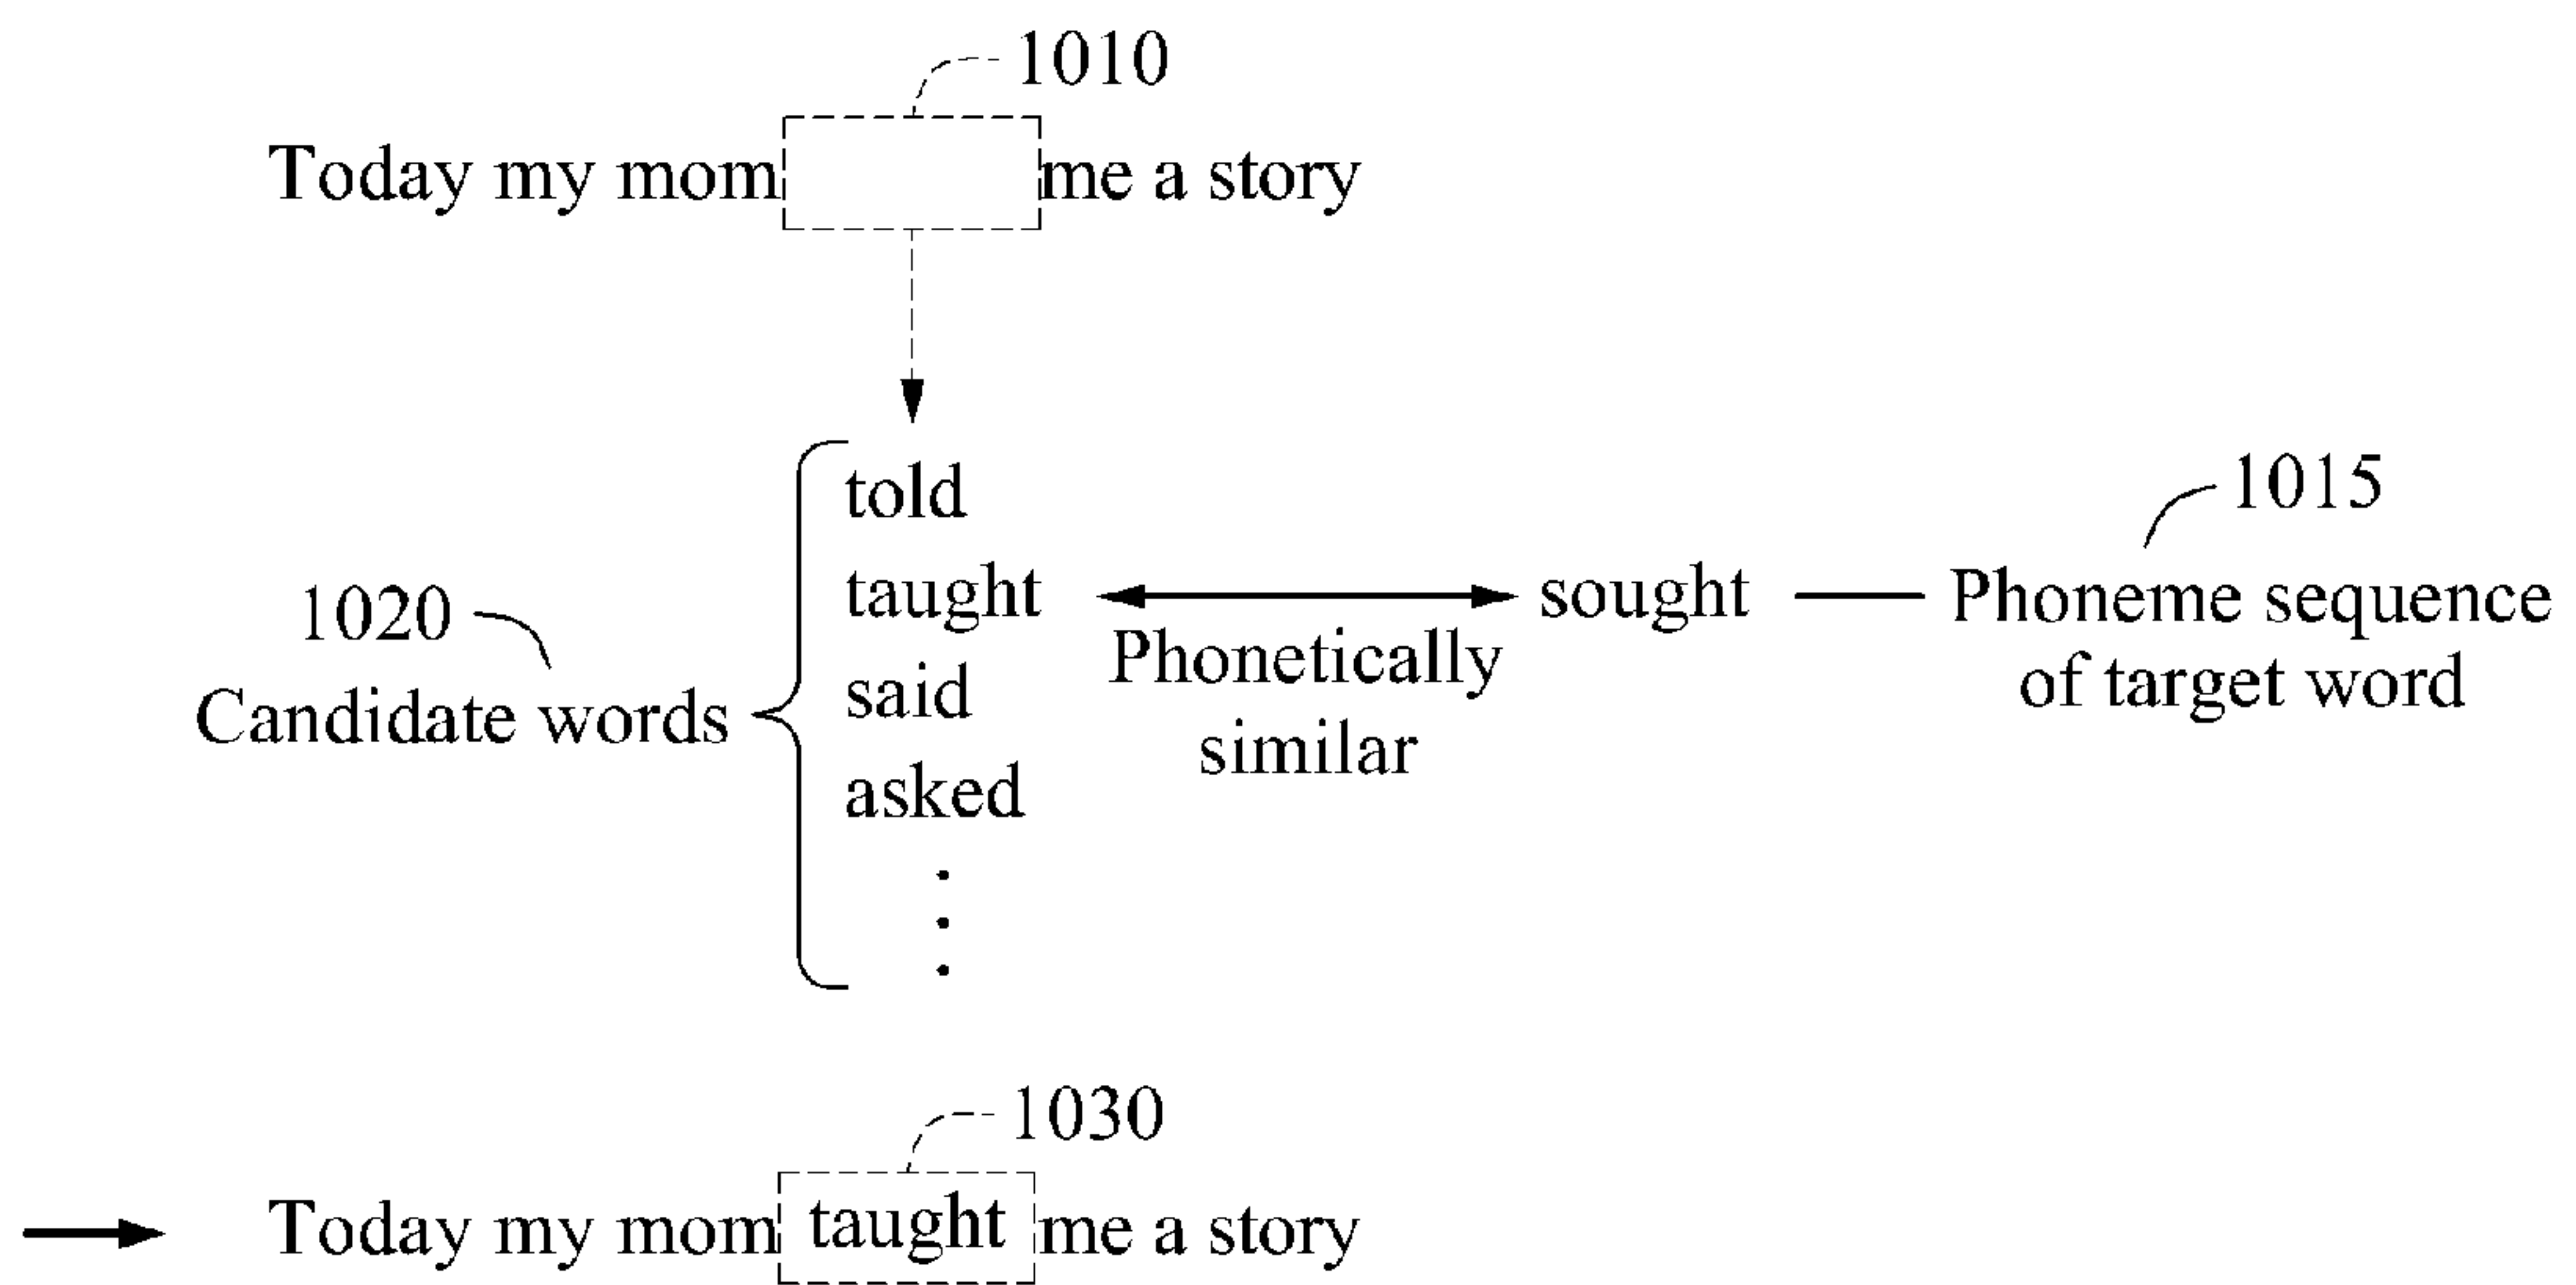 1010
Today my mom me a story
told
1015
taught
sought
Phoneme sequence
of target word
1020
Phonetically
similar
Candidate words
said
asked
1030
Today my mom taught me a story